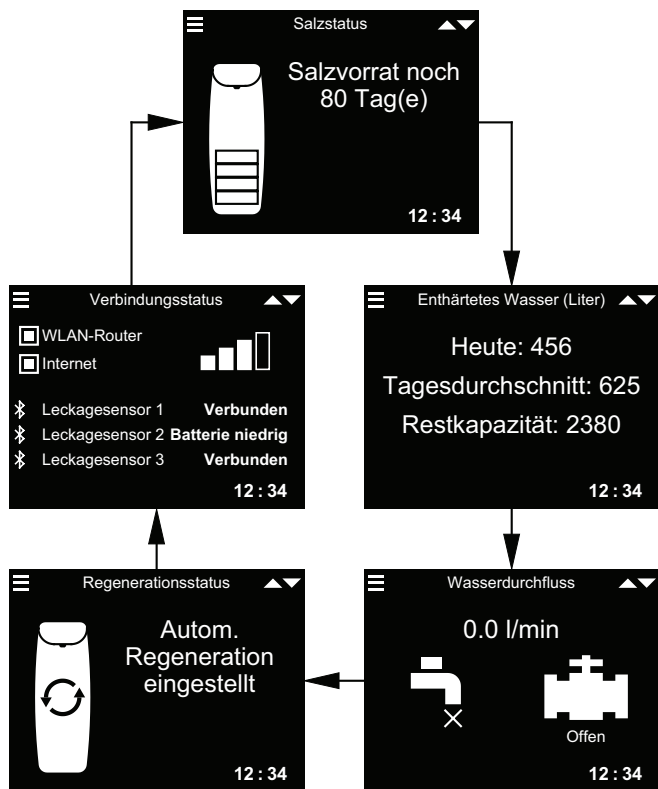 Salzstatus
Salzvorrat noch
80 Tag(e)
12 : 34
Verbindungsstatus
WLAN-Router
Internet
Leckagesensor 1 Verbunden
Leckagesensor 2 Batterie niedrig
Leckagesensor 3 Verbunden
12 : 34
Enthärtetes Wasser (Liter)
Heute: 456
Tagesdurchschnitt: 625
Restkapazität: 2380
12 : 34
Regenerationsstatus
Autom.
Regeneration
eingestellt
12 : 34
Wasserdurchfluss
0.0 l/min
Offen
12 : 34